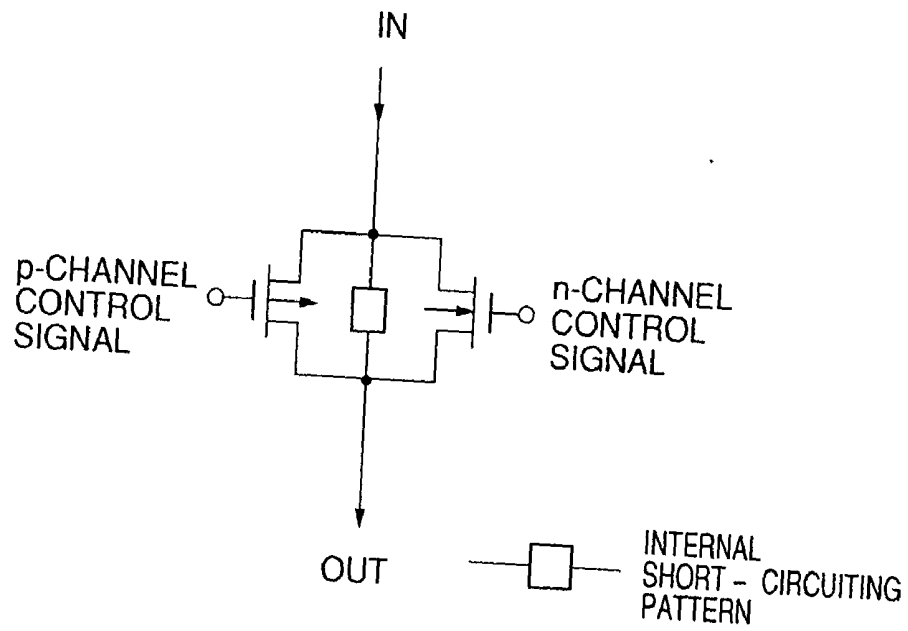 IN
p-CHANNEL
CONTROL
SIGNAL
n-CHANNEL
CONTROL
SIGNAL
OUT
INTERNAL
SHORT - CIRCUITING
PATTERN